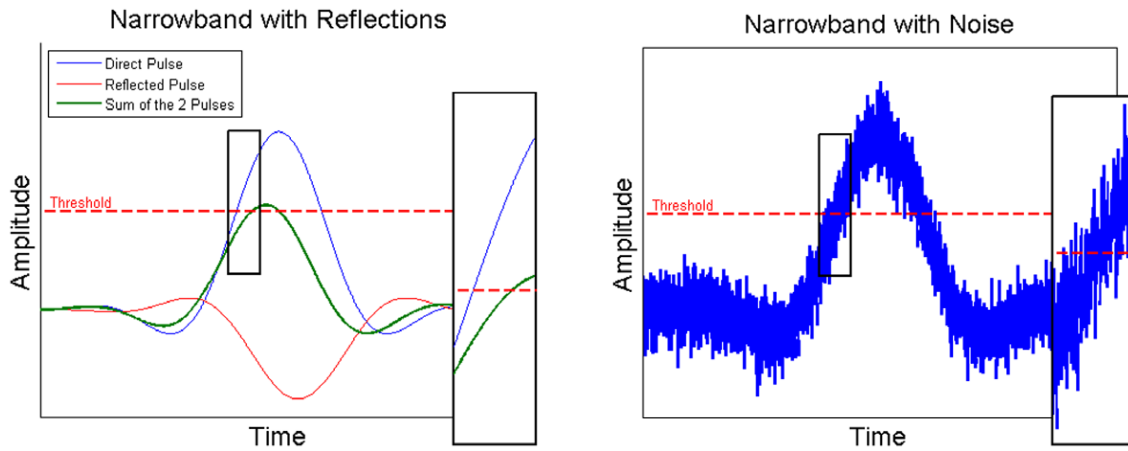 Narrowband with Reflections
Direct Pulse
Reflected Pulse
Sum of the 2 Pulses
Threshold
Amplitude
Time
Narrowband with Noise
Threshold
Amplitude
Time